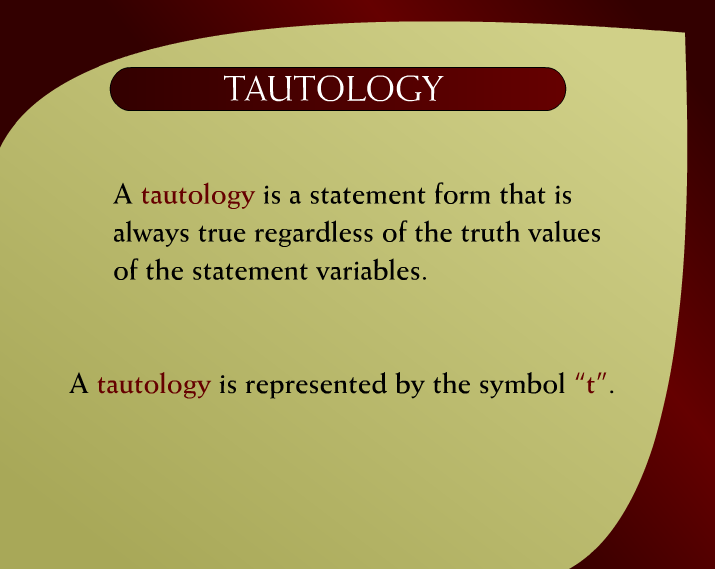 TAUTOLOGY
A tautology is a statement form that is
always true regardless of the truth values
of the statement variables.
A tautology is represented by the symbol “t”.